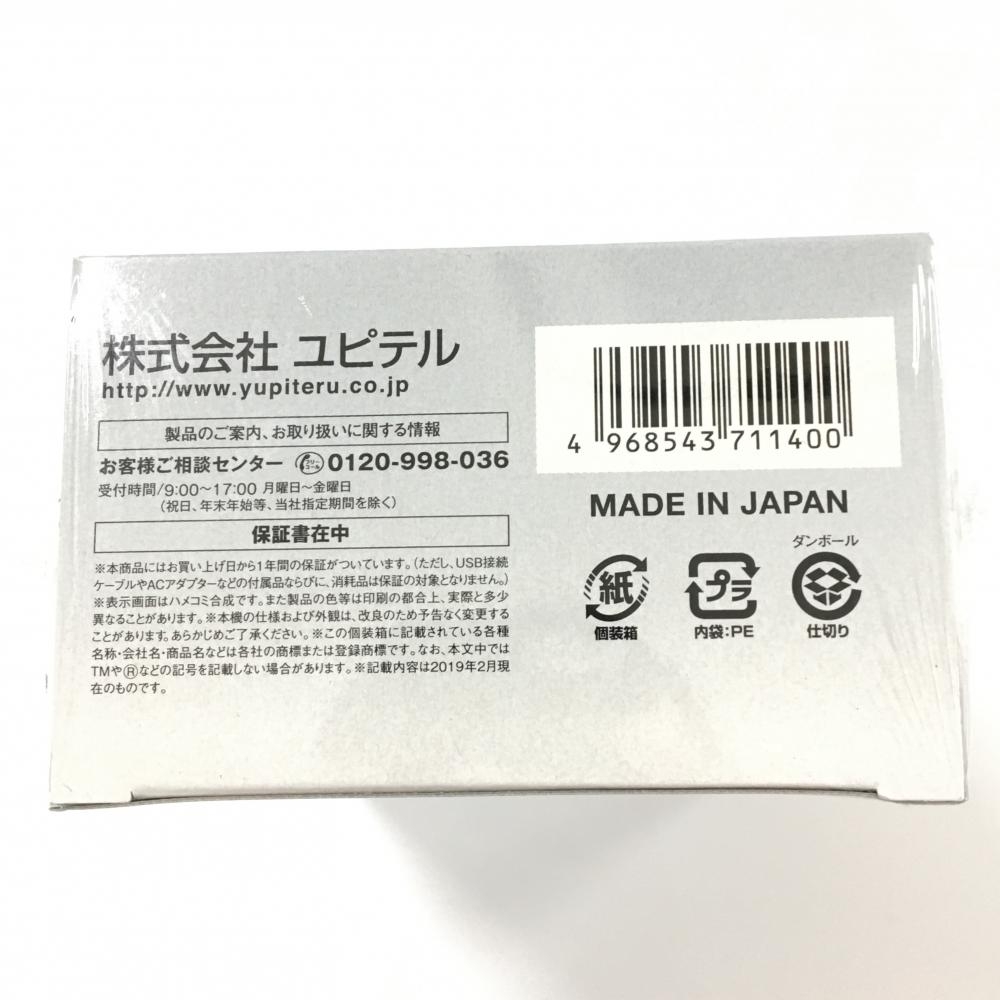 株式会社 ユピテル
http://www.yupiteru.co.jp
製品のご案内、お取り扱いに関する情報
お客様ご相談センター フリーコール 0120-998-036
受付時間/9:00～17:00 月曜日～金曜日
(祝日、年末年始等、当社指定期間を除く)
保証書在中
※本商品にはお買い上げ日から1年間の保証がついています。(ただし、USB接続
ケーブルやACアダプターなどの付属品ならびに、消耗品は保証の対象となりません。)
※表示画面はハメコミ合成です。また製品の色等は印刷の都合上、実際と多少
異なることがあります。※本機の仕様および外観は、改良のため予告なく変更する
ことがあります。あらかじめご了承ください。※この個装箱に記載されている各種
名称・会社名・商品名などは各社の商標または登録商標です。なお、本文中では
TMや®などの記号を記載しない場合があります。※記載内容は2019年2月現
在のものです。
4 968543 711400
MADE IN JAPAN
ダンボール
紙
プラ
個装箱
内袋:PE
仕切り